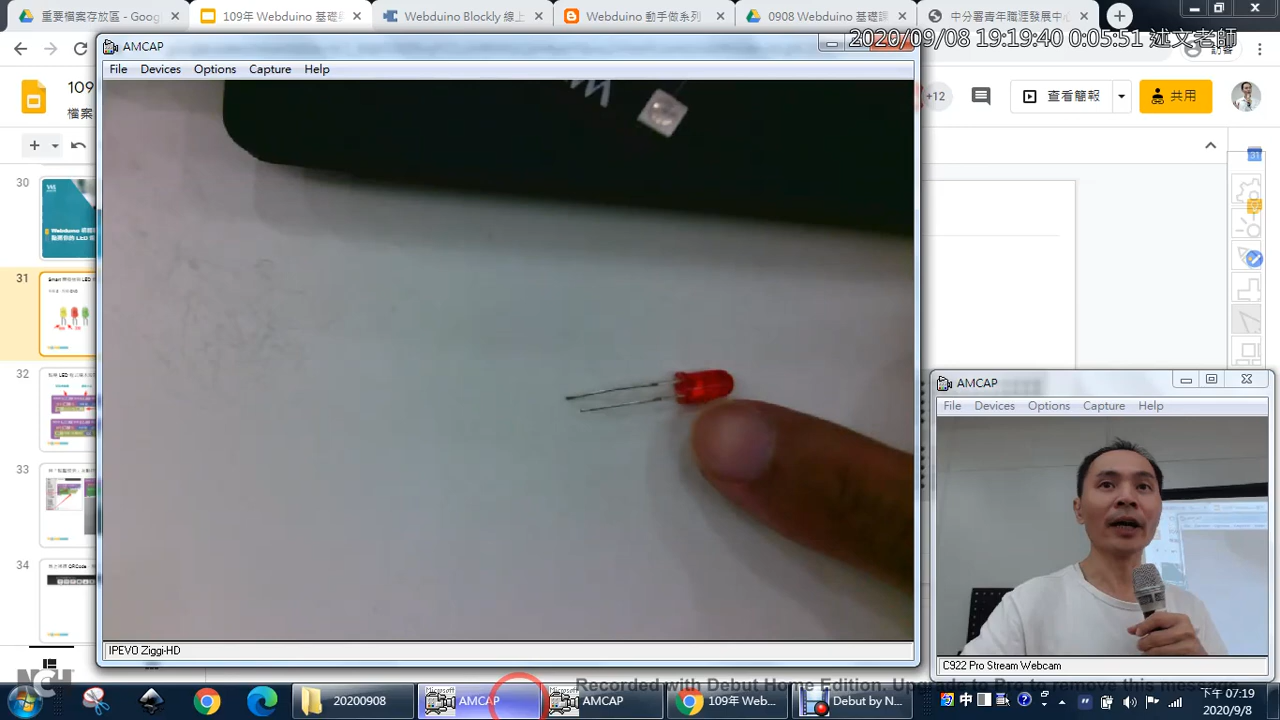 重要檔案存放區 - Goog
109年 Webduino 基礎
Webduino Blockly 線上
Webduino 動手做系列
0908 Webduino 基礎課
中分署青年職涯發展中心
2020/09/08 19:19:40 0:05:51 述文老師
AMCAP
File Devices Options Capture Help
109
檔案
+12
查看簡報
共用
訪客
30
31
32
33
34
AMCAP
File Devices Options Capture Help
IPEVO Ziggi-HD
C922 Pro Stream Webcam
NCH
Recorded with Debut Home Edition. Upgrade to Pro to remove this message
20200908
AMCAP
AMCAP
109年 Web...
Debut by N...
中
下午 07:19
2020/9/8